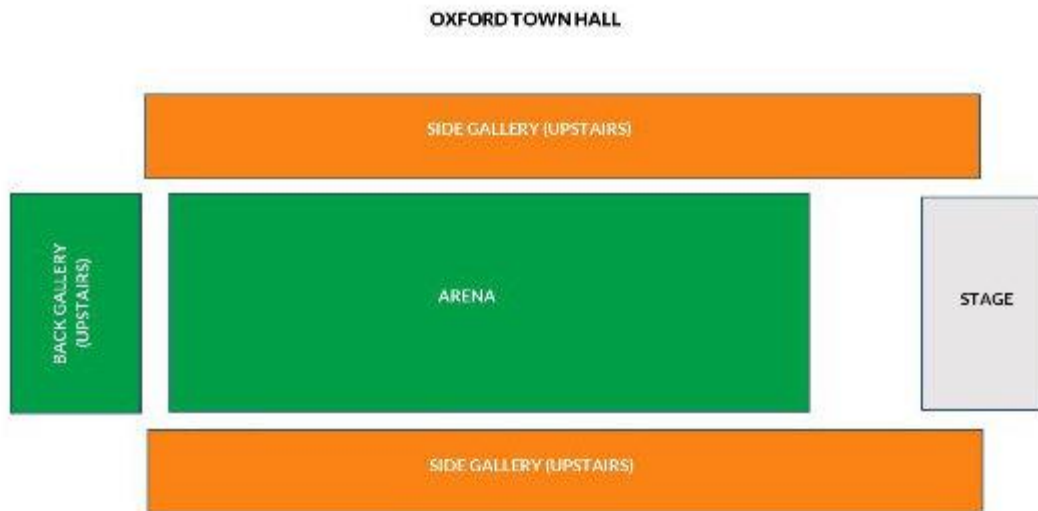 OXFORD TOWN HALL
SIDE GALLERY (UPSTAIRS)
BACK GALLERY
(UPSTAIRS)
ARENA
STAGE
SIDE GALLERY (UPSTAIRS)